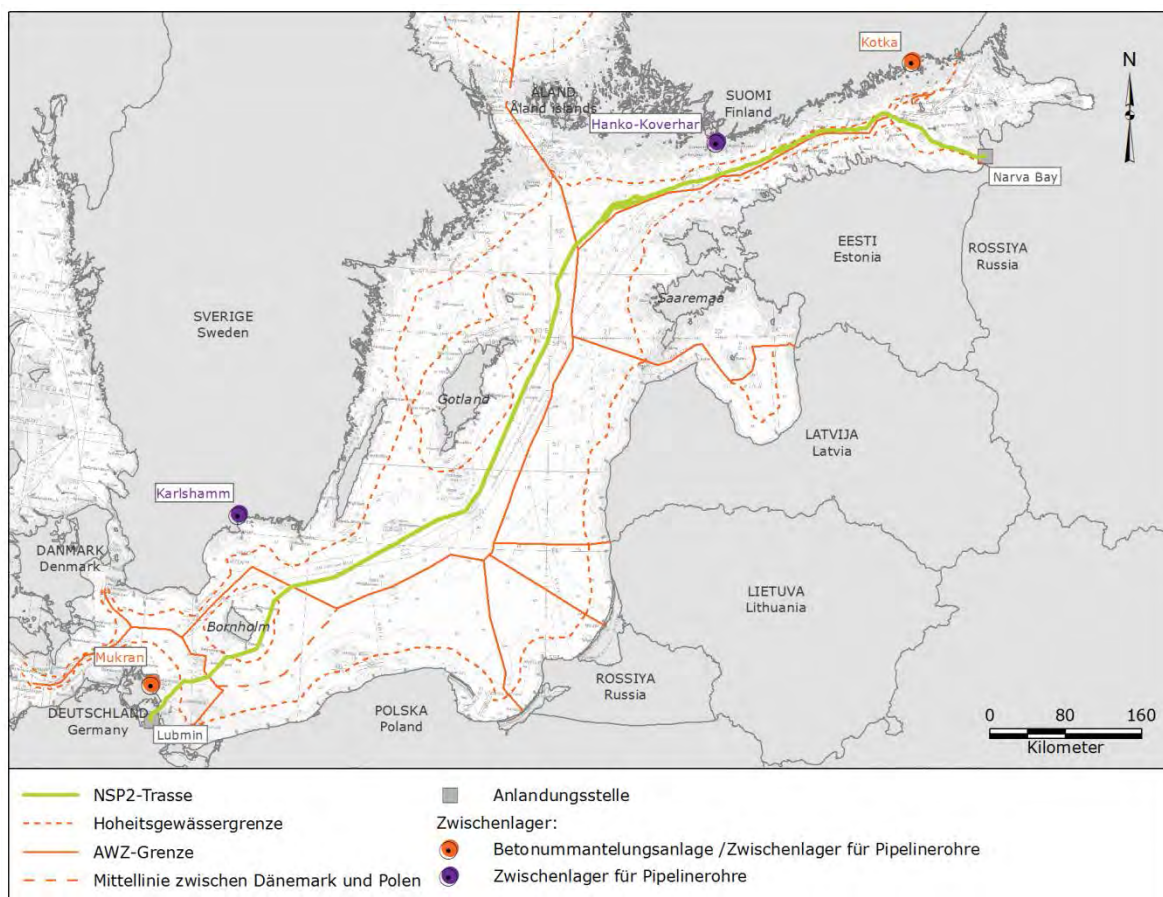 Kotka
N
ÅLAND
Åland islands
SUOMI
Finland
Hanko-Koverhar
Narva Bay
EESTI
Estonia
ROSSIYA
Russia
SVERIGE
Sweden
Saaremaa
Gotland
LATVIJA
Latvia
Karlshamm
DANMARK
Denmark
LIETUVA
Lithuania
Bornholm
Mukran
ROSSIYA
Russia
DEUTSCHLAND
Germany
Lubmin
POLSKA
Poland
0 80 160
Kilometer
NSP2-Trasse
Hoheitsgewässergrenze
AWZ-Grenze
Mittellinie zwischen Dänemark und Polen
Anlandungsstelle
Zwischenlager:
Betonummantelungsanlage /Zwischenlager für Pipelinerohre
Zwischenlager für Pipelinerohre